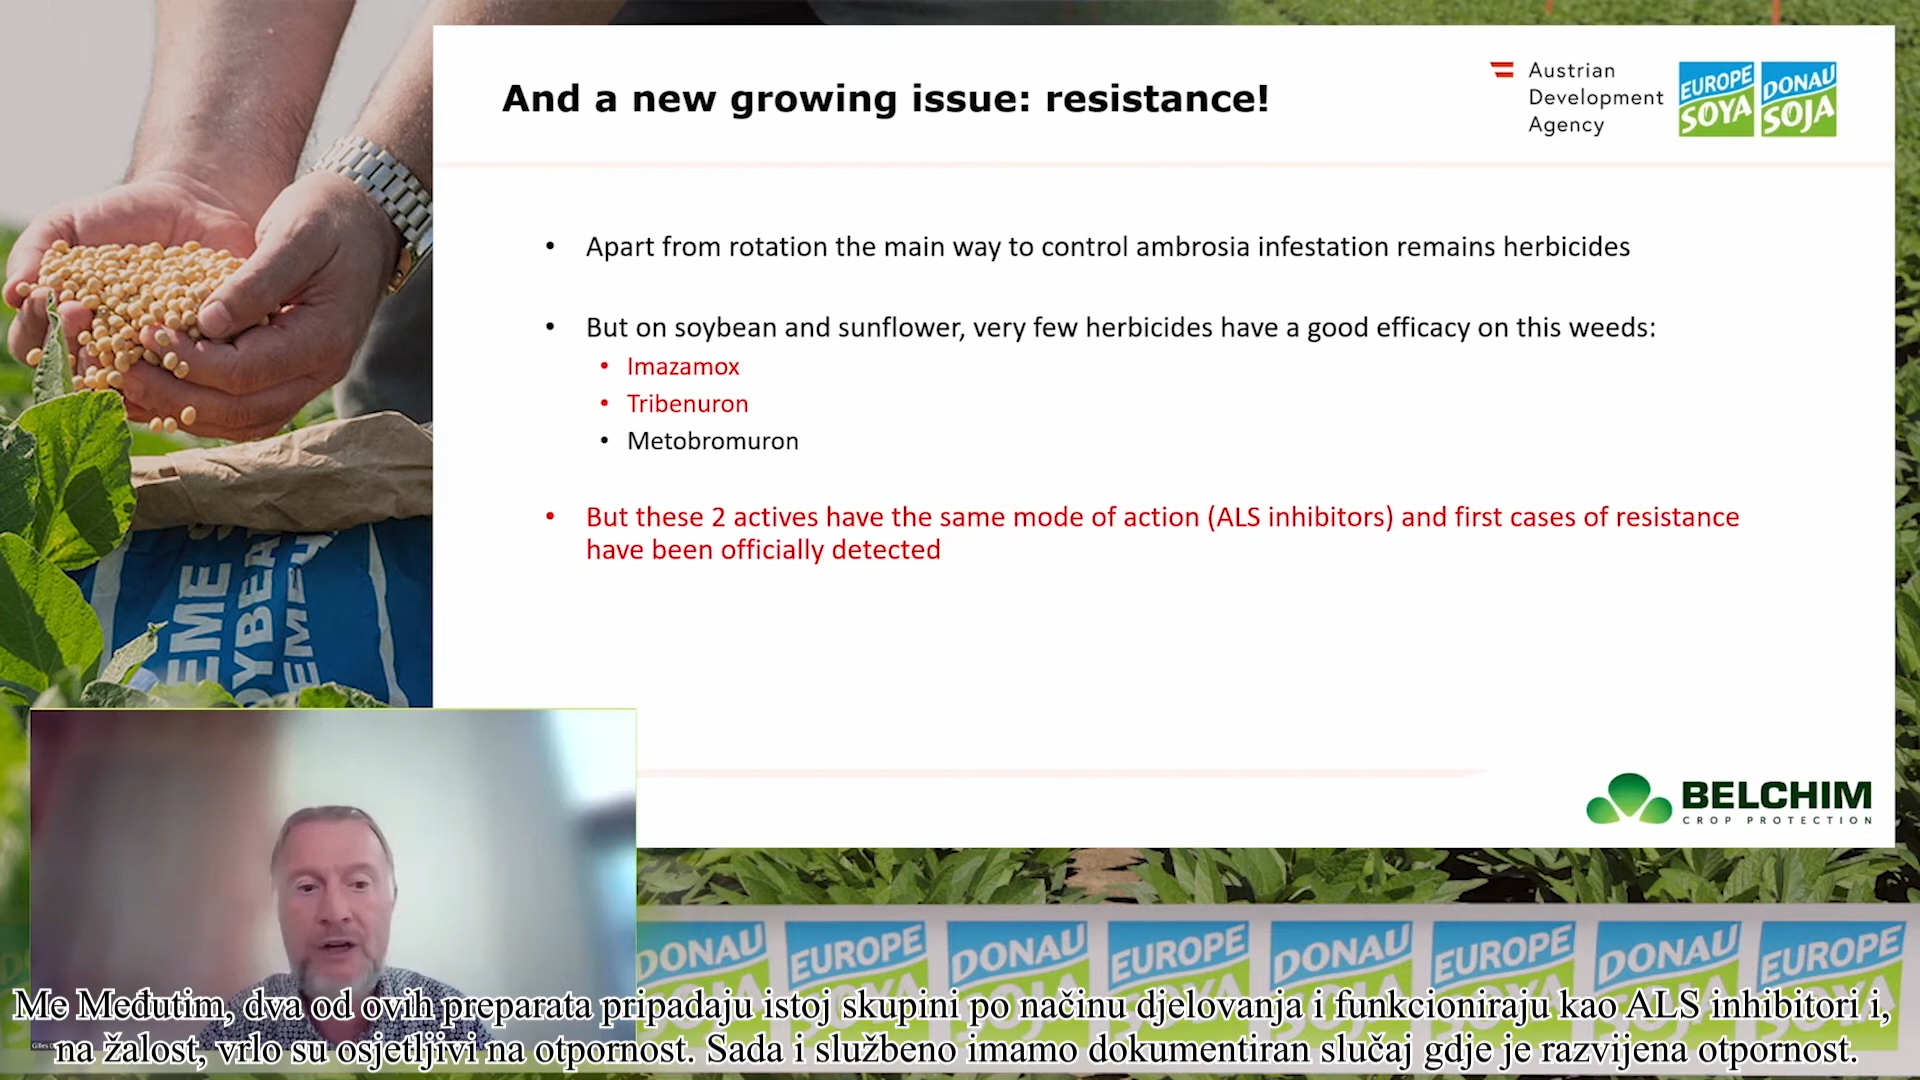 And a new growing issue: resistance!
Austrian
Development
Agency
EUROPE
SOYA
DONAU
SOJA
• Apart from rotation the main way to control ambrosia infestation remains herbicides
• But on soybean and sunflower, very few herbicides have a good efficacy on this weeds:
• Imazamox
• Tribenuron
• Metobromuron
• But these 2 actives have the same mode of action (ALS inhibitors) and first cases of resistance
have been officially detected
BELCHIM
CROP PROTECTION
DONAU EUROPE DONAU EUROPE DONAU EUROPE DONAU EUROPE
Me Međutim, dva od ovih preparata pripadaju istoj skupini po načinu djelovanja i funkcioniraju kao ALS inhibitori i,
na žalost, vrlo su osjetljivi na otpornost. Sada i službeno imamo dokumentiran slučaj gdje je razvijena otpornost.